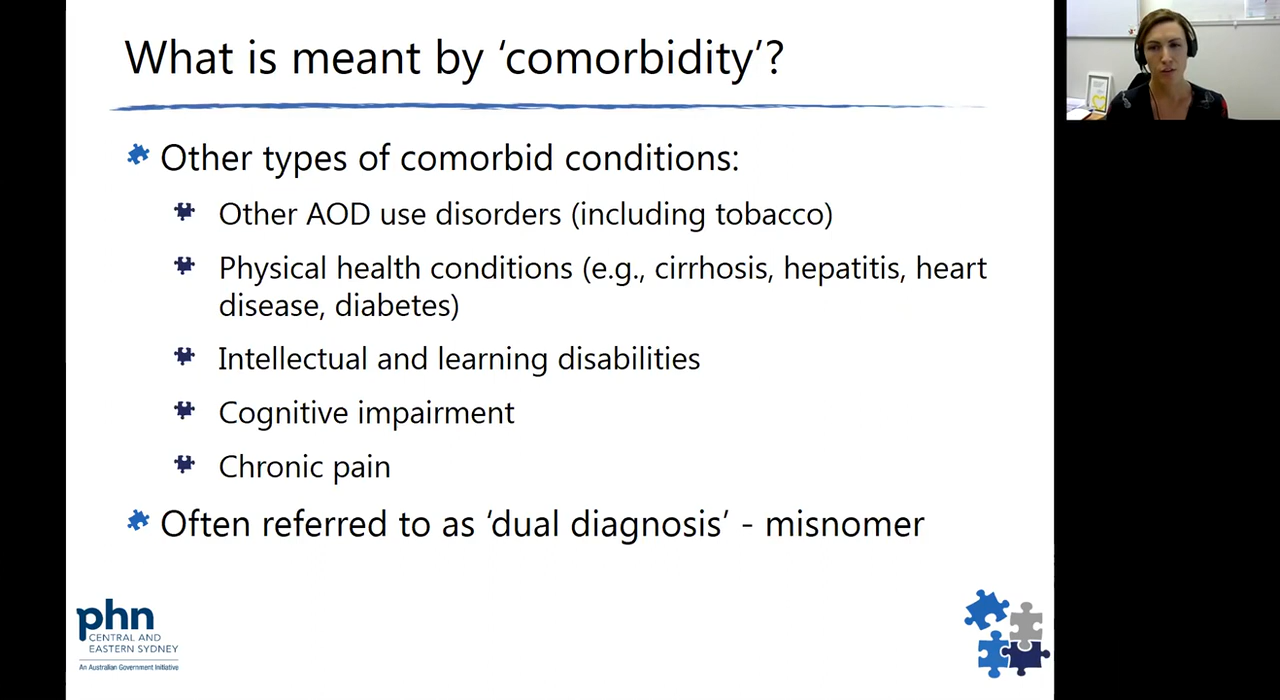 What is meant by ‘comorbidity’?
Other types of comorbid conditions:
Other AOD use disorders (including tobacco)
Physical health conditions (e.g., cirrhosis, hepatitis, heart
disease, diabetes)
Intellectual and learning disabilities
Cognitive impairment
Chronic pain
Often referred to as ‘dual diagnosis’ - misnomer
phn
CENTRAL AND
EASTERN SYDNEY
An Australian Government Initiative